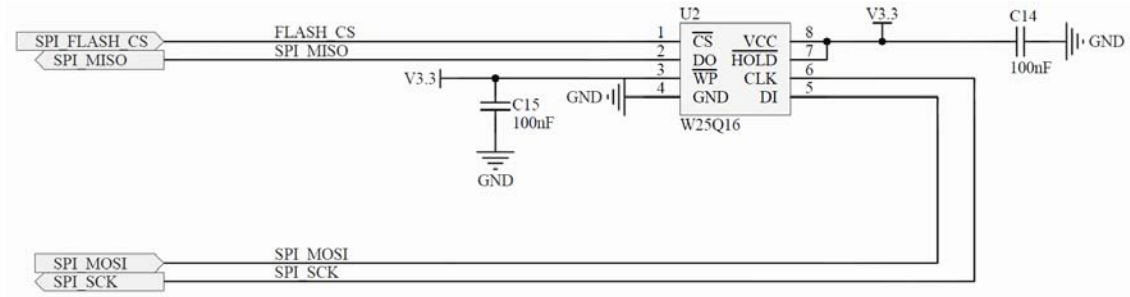 U2
V3.3
C14
SPI_FLASH_CS
FLASH_CS
1
CS
VCC
8
GND
SPI_MISO
SPI_MISO
2
DO
HOLD
7
100nF
V3.3
3
WP
CLK
6
GND
4
GND
DI
5
C15
100nF
W25Q16
GND
SPI_MOSI
SPI_MOSI
SPI_SCK
SPI_SCK